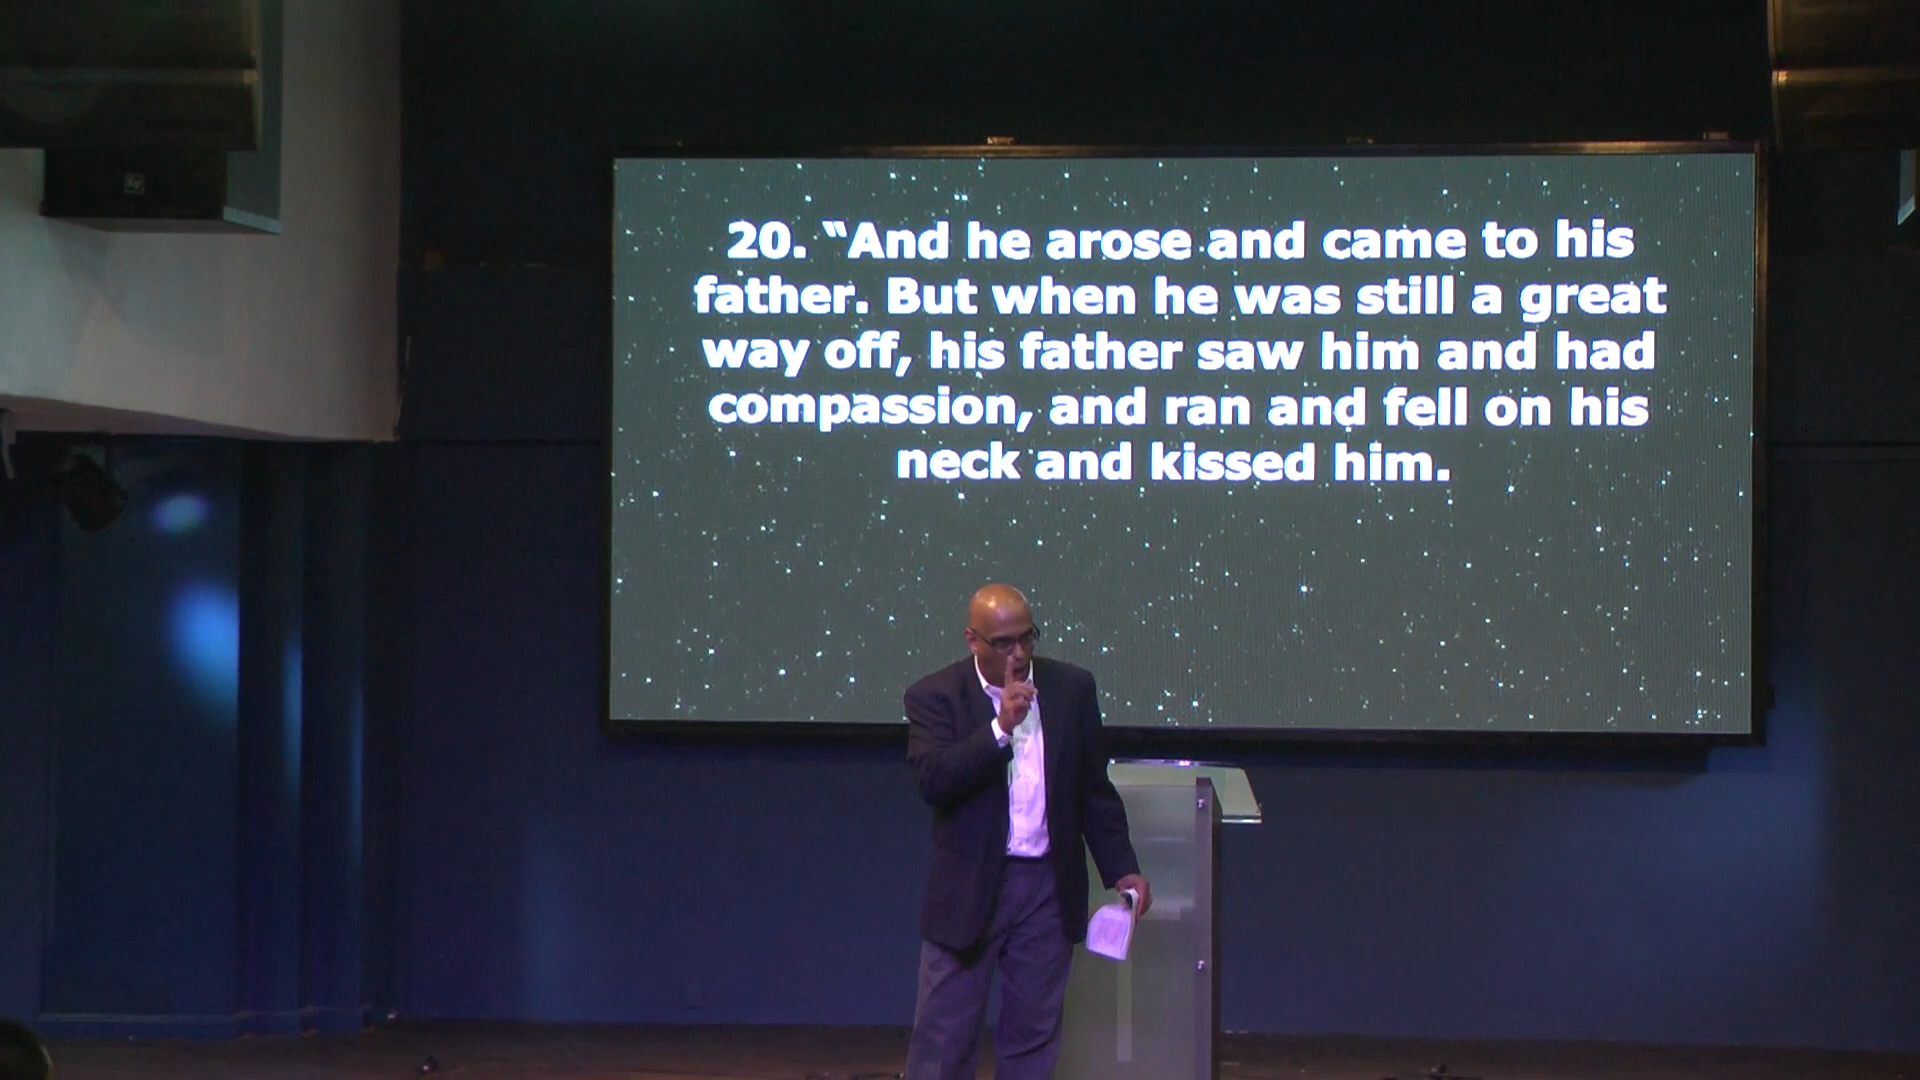 20. “And he arose and came to his
father. But when he was still a great
way off, his father saw him and had
compassion, and ran and fell on his
neck and kissed him.